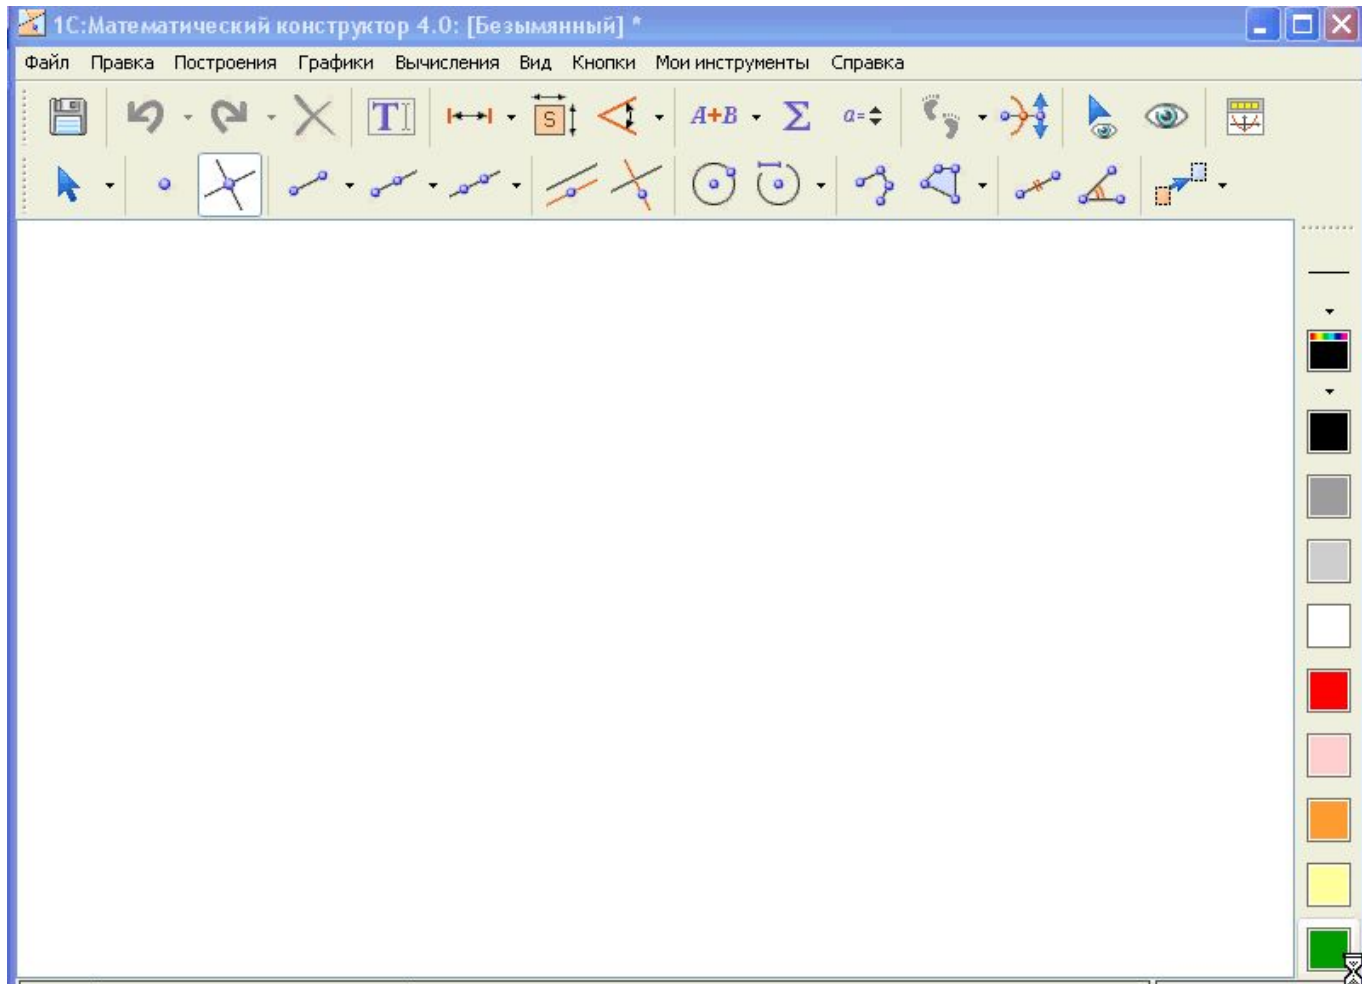 1С:Математический конструктор 4.0: [Безымянный] *
Файл Правка Построения Графики Вычисления Вид Кнопки Мои инструменты Справка
T S A+B Σ a=